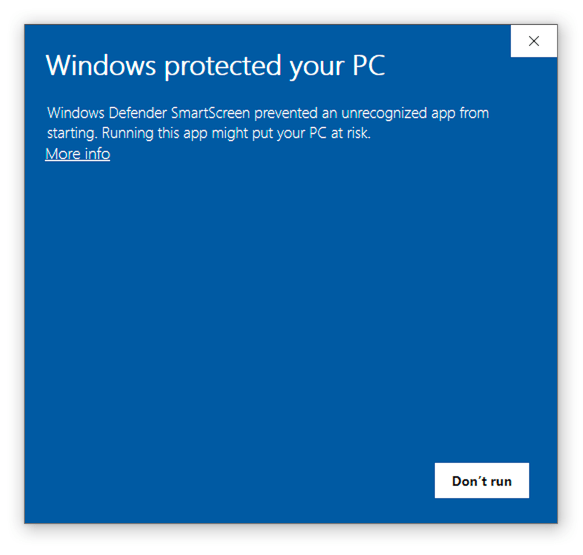 Windows protected your PC
Windows Defender SmartScreen prevented an unrecognized app from
starting. Running this app might put your PC at risk.
More info
Don't run